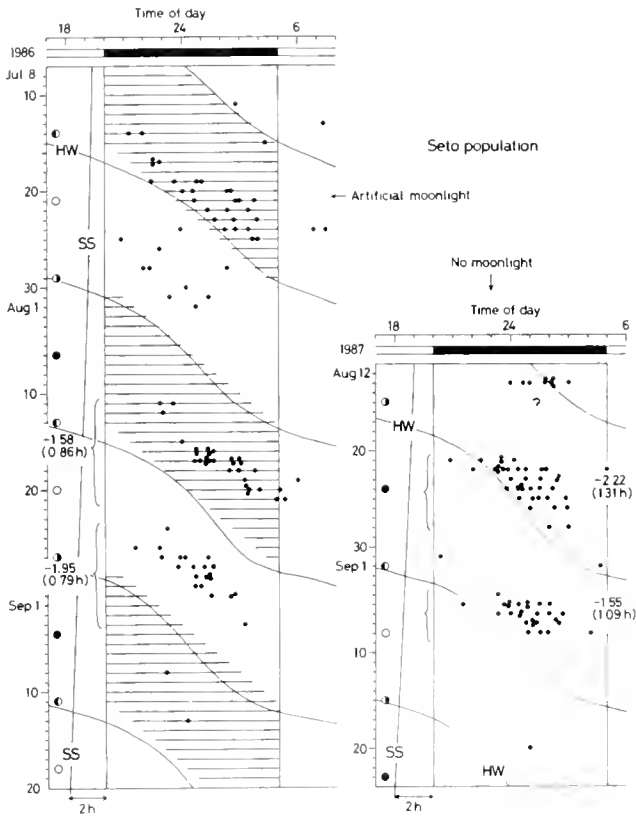 Time of day
18 24 6
1986
Jul 8
10
HW
Seto population
20
← Artificial moonlight
SS
No moonlight
30
Aug 1
Time of day
18 24 6
1987
Aug 12
10
?
HW
-1.58
(0.86h)
20
20
-2.22
(1.31h)
-1.95
(0.79h)
30
Sep 1
Sep 1
-1.55
(1.09h)
10
10
20
SS
SS
HW
20
2h
2h